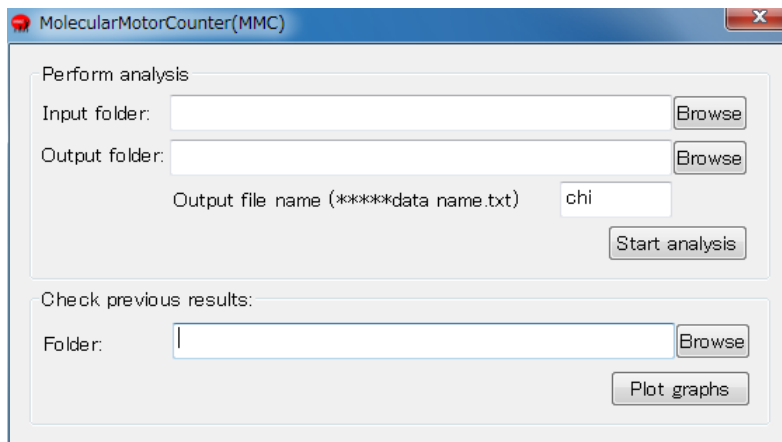 MolecularMotorCounter(MMC)
Perform analysis
Input folder: Browse
Output folder: Browse
Output file name (*****data name.txt) chi
Start analysis
Check previous results:
Folder: Browse
Plot graphs